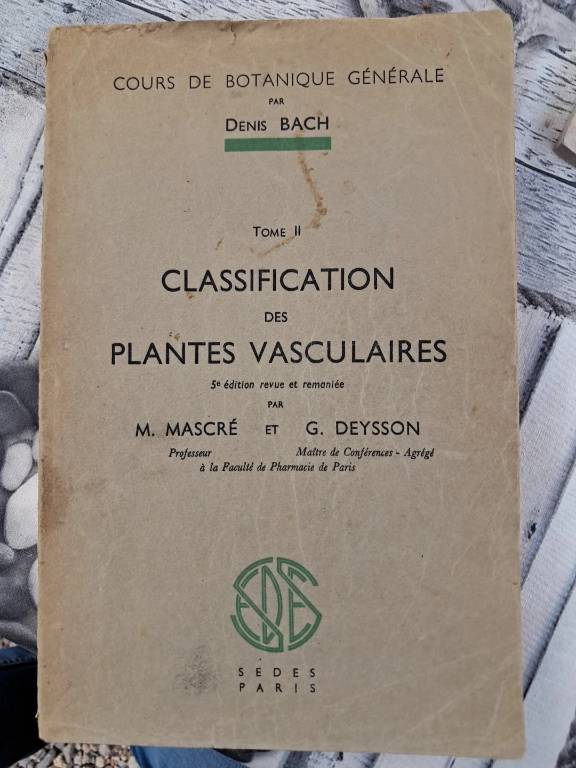 COURS DE BOTANIQUE GÉNÉRALE
PAR
DENIS BACH
TOME II
CLASSIFICATION
DES
PLANTES VASCULAIRES
5e édition revue et remaniée
PAR
M. MASCRÉ ET G. DEYSSON
Professeur Maître de Conférences - Agrégé
à la Faculté de Pharmacie de Paris
SEDES
SEDES
PARIS